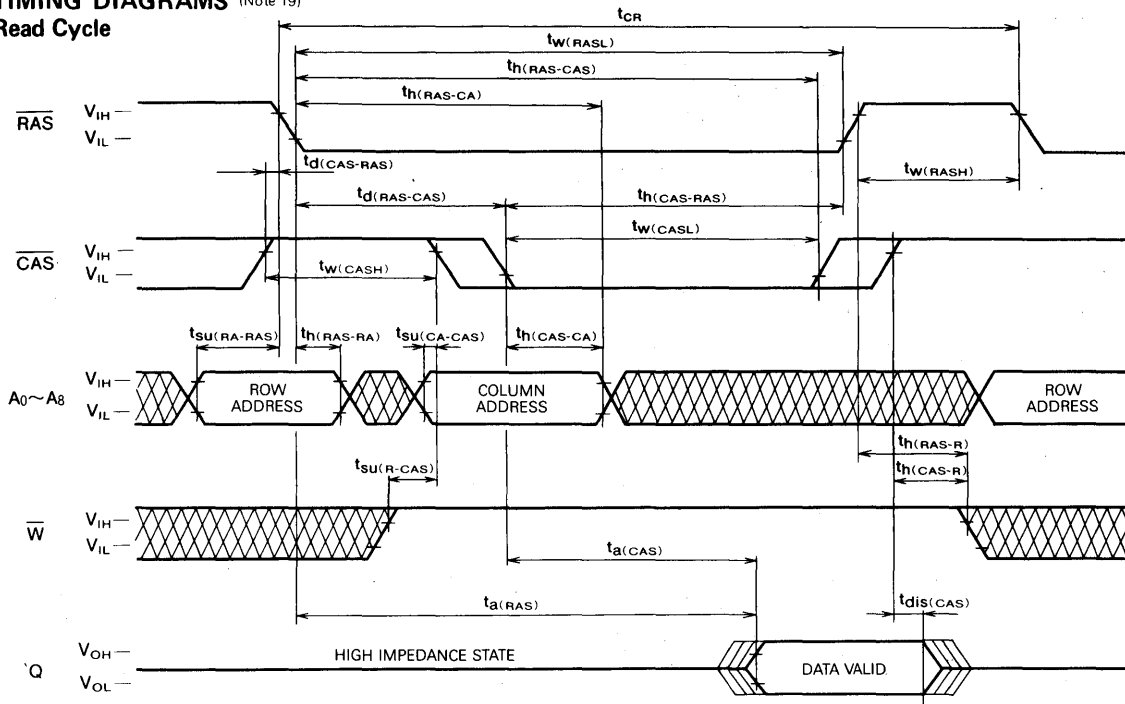 TIMING DIAGRAMS (Note 19)
Read Cycle
tCR
tW(RASL)
th(RAS-CAS)
th(RAS-CA)
RAS
VIH
VIL
td(CAS-RAS)
tW(RASH)
td(RAS-CAS)
th(CAS-RAS)
tW(CASL)
CAS
VIH
VIL
tW(CASH)
tsu(RA-RAS)
th(RAS-RA)
tsu(CA-CAS)
th(CAS-CA)
A0~A8
VIH
VIL
ROW ADDRESS
COLUMN ADDRESS
ROW ADDRESS
th(RAS-R)
tsu(R-CAS)
th(CAS-R)
W
VIH
VIL
ta(CAS)
ta(RAS)
tdis(CAS)
Q
VOH
VOL
HIGH IMPEDANCE STATE
DATA VALID